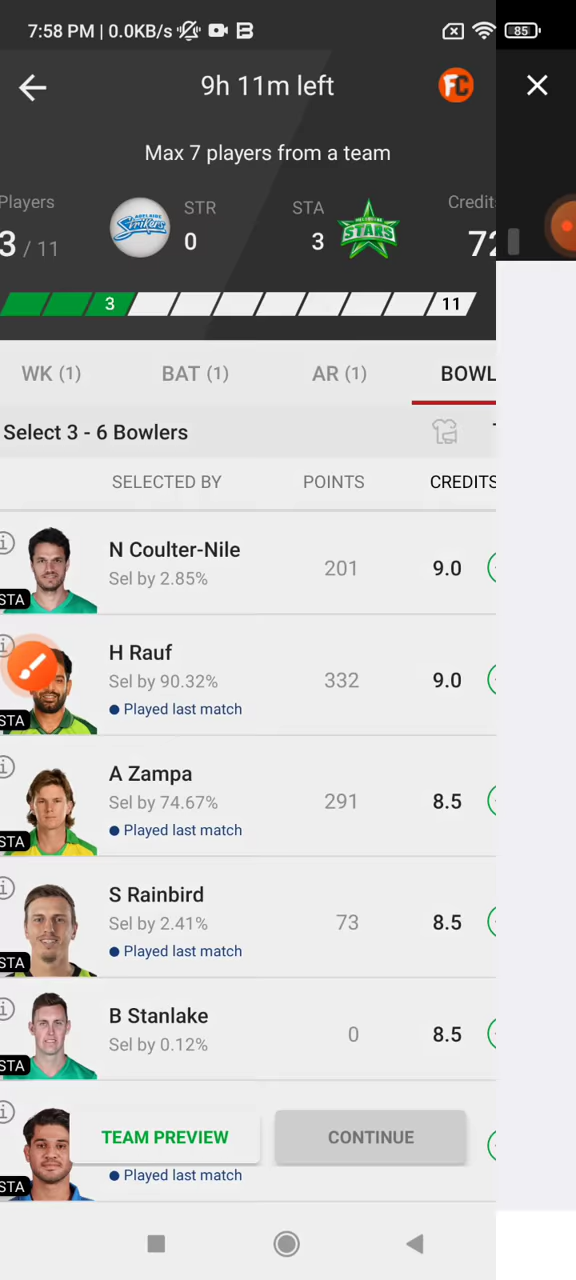 7:58 PM | 0.0KB/s
85
9h 11m left
FC
Max 7 players from a team
Players
STR
STA
Credit
3 / 11
0
3
72
ADELAIDE
Strikers
STARS
3
11
WK (1)
BAT (1)
AR (1)
BOWL
Select 3 - 6 Bowlers
SELECTED BY
POINTS
CREDITS
N Coulter-Nile
Sel by 2.85%
201
9.0
STA
H Rauf
Sel by 90.32%
Played last match
332
9.0
STA
A Zampa
Sel by 74.67%
Played last match
291
8.5
STA
S Rainbird
Sel by 2.41%
Played last match
73
8.5
STA
B Stanlake
Sel by 0.12%
0
8.5
STA
TEAM PREVIEW
CONTINUE
Played last match
STA